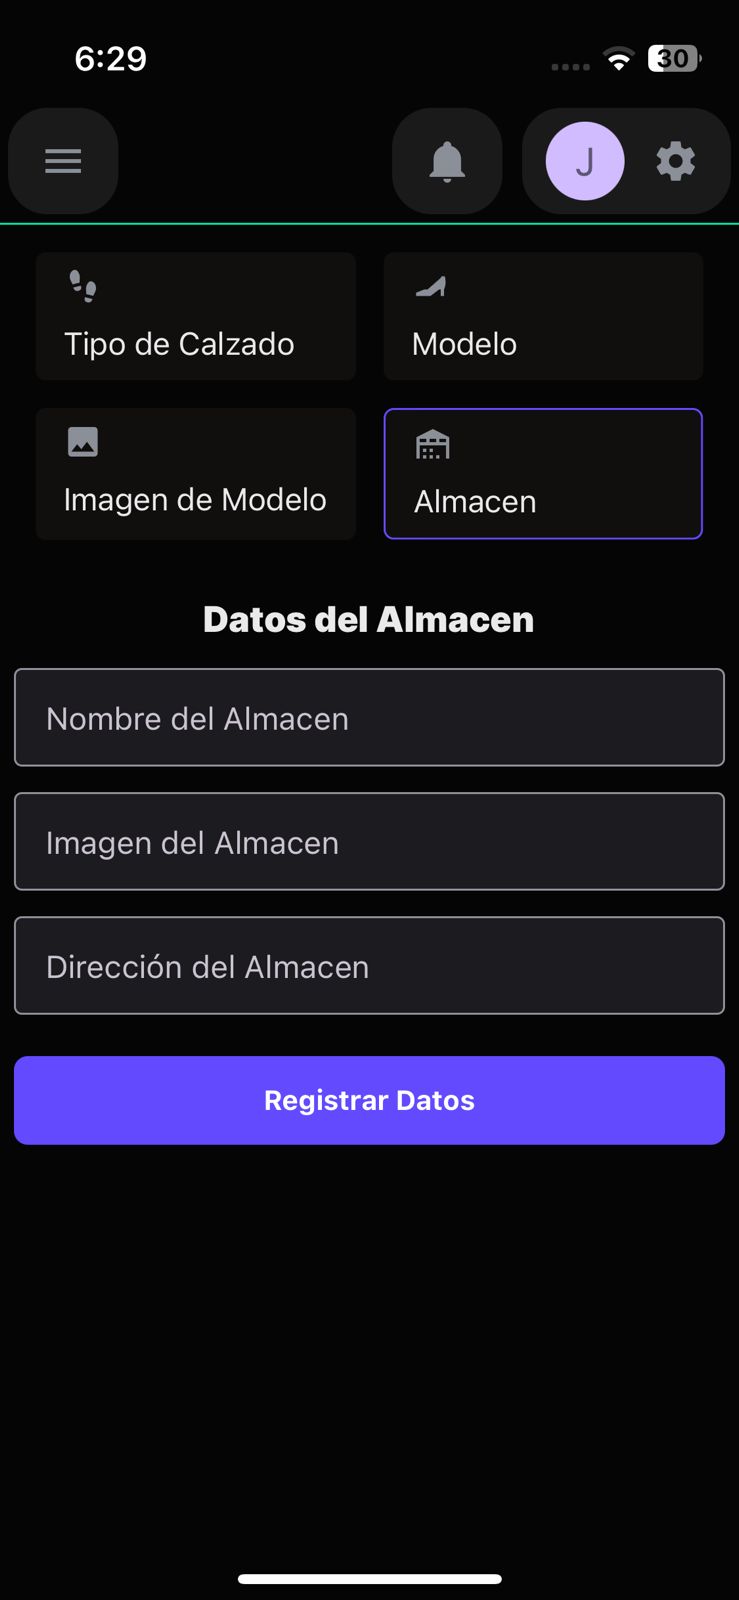 6:29
30
J
Tipo de Calzado
Modelo
Imagen de Modelo
Almacen
Datos del Almacen
Nombre del Almacen
Imagen del Almacen
Dirección del Almacen
Registrar Datos